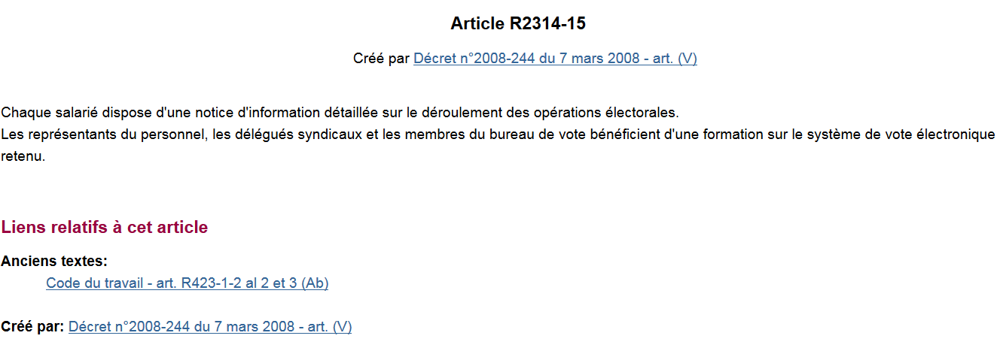 Article R2314-15
Créé par Décret n°2008-244 du 7 mars 2008 - art. (V)
Chaque salarié dispose d'une notice d'information détaillée sur le déroulement des opérations électorales.
Les représentants du personnel, les délégués syndicaux et les membres du bureau de vote bénéficient d'une formation sur le système de vote électronique
retenu.
Liens relatifs à cet article
Anciens textes:
Code du travail - art. R423-1-2 al 2 et 3 (Ab)
Créé par: Décret n°2008-244 du 7 mars 2008 - art. (V)